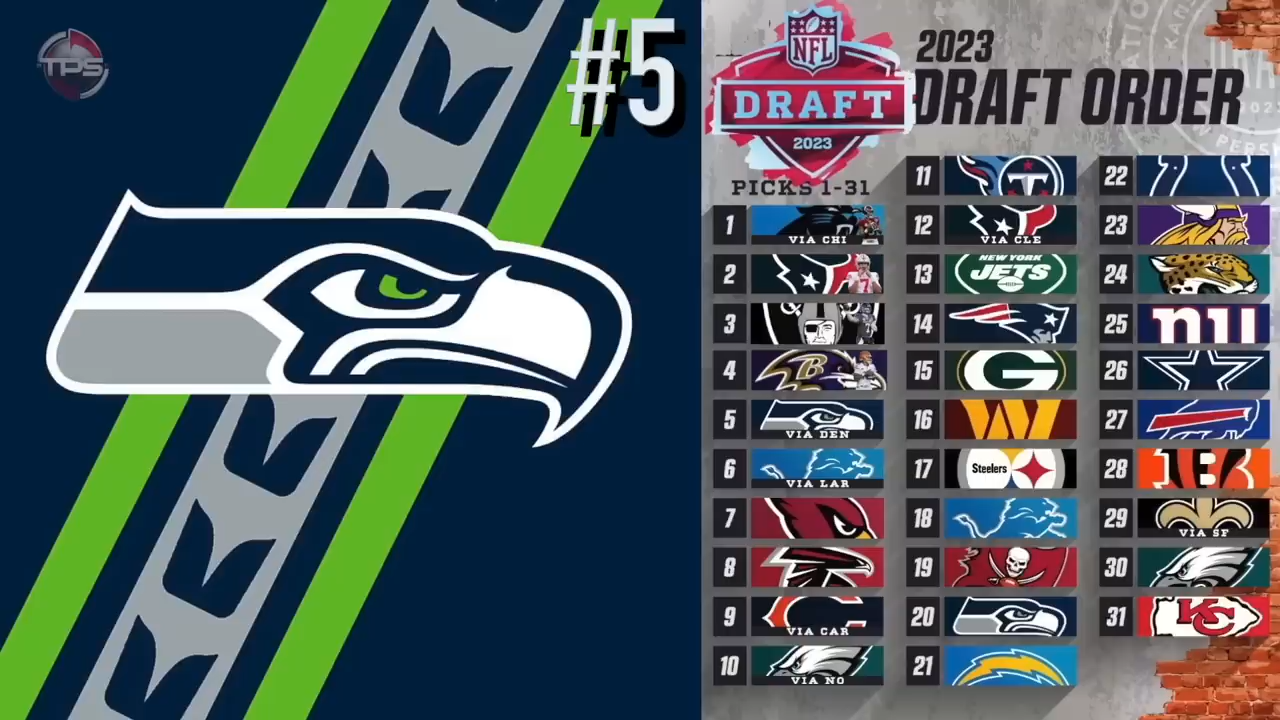 TPS
#5
NFL
DRAFT
2023
2023
DRAFT ORDER
PICKS 1-31
1
VIA CHI
2
7
3
4
5
VIA DEN
6
VIA LAR
7
8
9
VIA CAR
10
VIA NO
11
T
12
VIA CLE
13
NEW YORK
JETS
14
15
G
16
W
17
Steelers
18
19
20
21
22
23
24
25
ny
26
27
28
B
29
VIA SF
30
31
KC